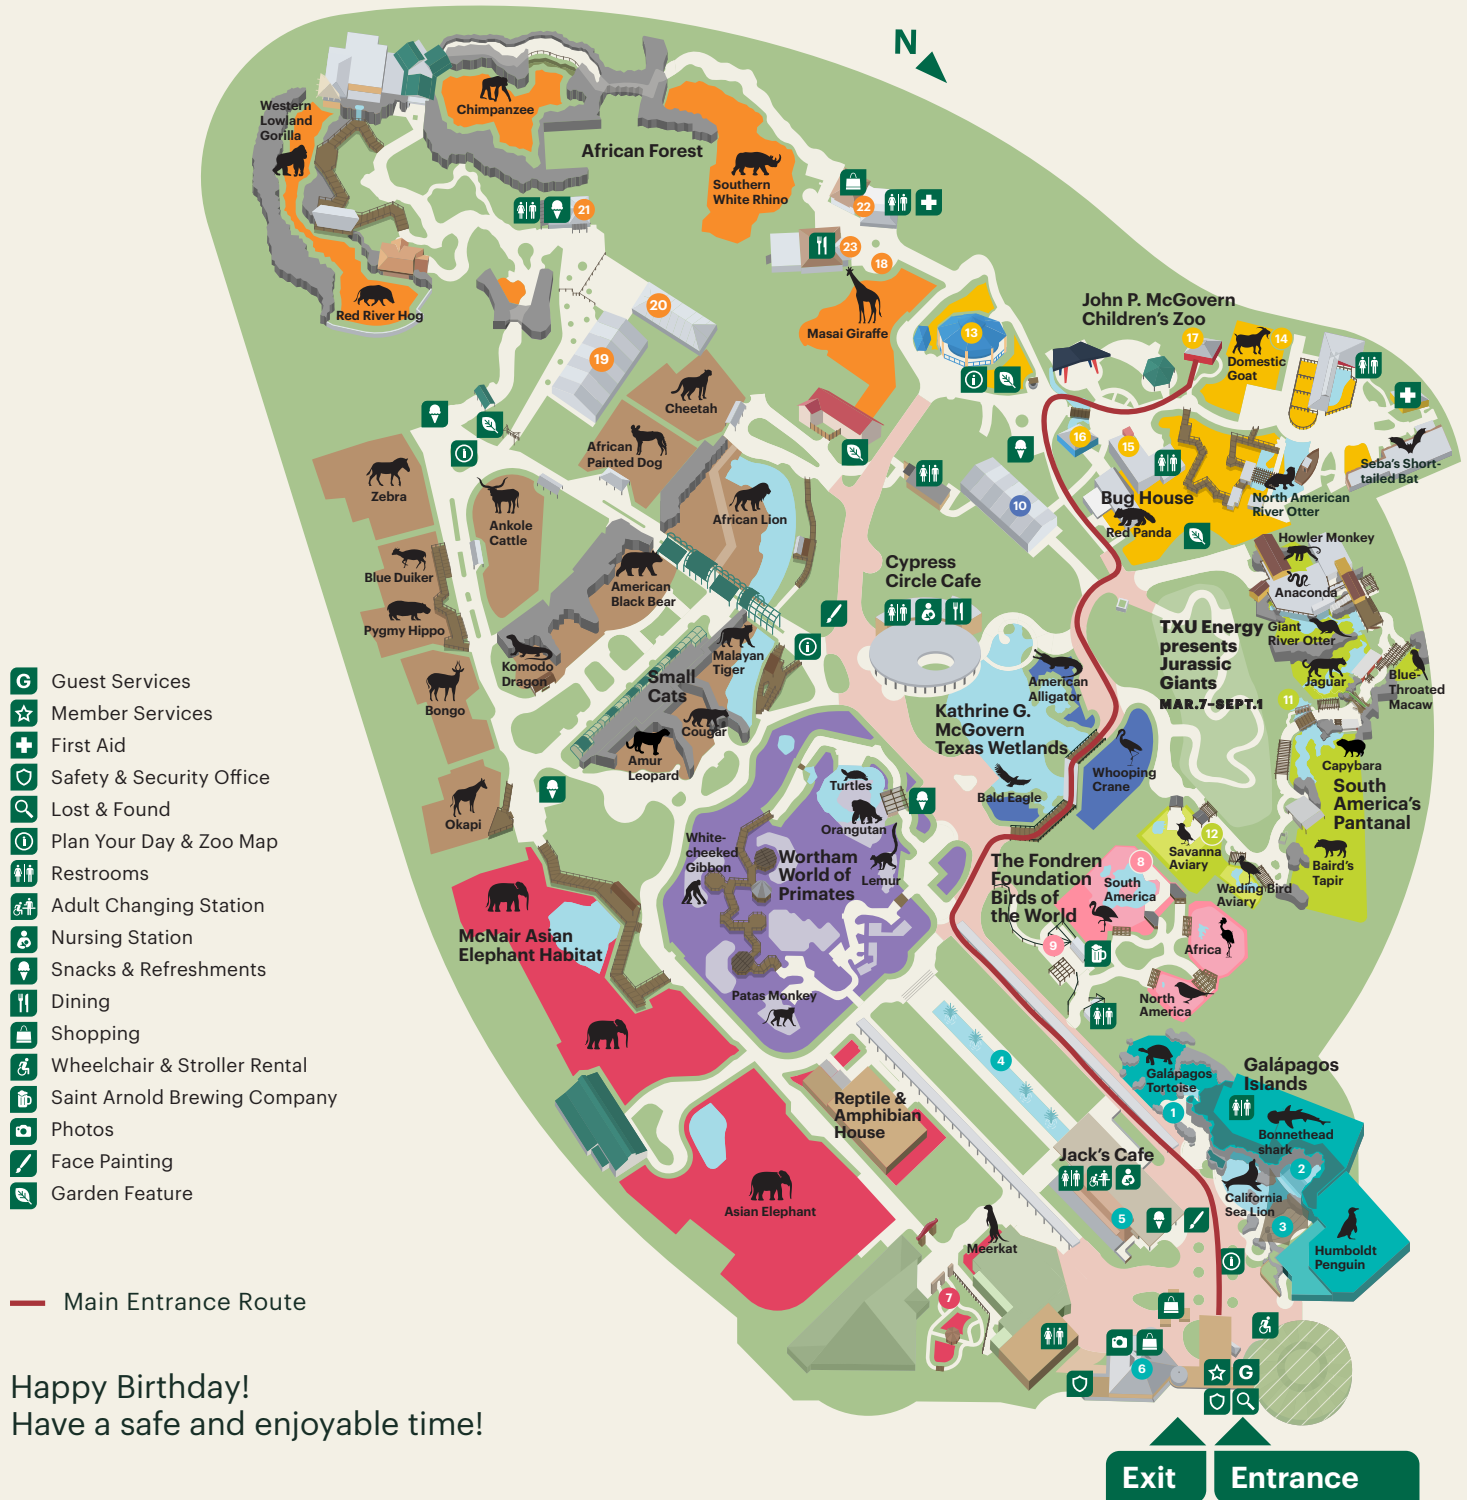 N
Western
Lowland
Gorilla
Chimpanzee
African Forest
Southern
White Rhino
22
21
23
18
Red River Hog
Masai Giraffe
20
19
13
John P. McGovern
Children's Zoo
17
14
Domestic
Goat
Cheetah
African
Painted Dog
16
15
Seba's Short-
tailed Bat
Zebra
Ankole
Cattle
African Lion
10
Bug House
North American
River Otter
Red Panda
Howler Monkey
Anaconda
Blue Duiker
American
Black Bear
Cypress
Circle Cafe
Pygmy Hippo
Giant
River Otter
TXU Energy
presents
Jurassic
Giants
MAR.7–SEPT.1
Komodo
Dragon
Malayan
Tiger
Small
Cats
American
Alligator
Jaguar
Blue-
Throated
Macaw
11
Bongo
Cougar
Kathrine G.
McGovern
Texas Wetlands
Amur
Leopard
Whooping
Crane
Capybara
Turtles
Bald Eagle
South
America's
Pantanal
Okapi
Orangutan
12
White-
cheeked
Gibbon
Wortham
World of
Primates
Lemur
Savanna
Aviary
Baird's
Tapir
Wading Bird
Aviary
The Fondren
Foundation
Birds of
the World
8
South
America
McNair Asian
Elephant Habitat
9
Africa
Patas Monkey
North
America
4
Galápagos
Islands
Galápagos
Tortoise
1
Bonnethead
shark
2
Reptile &
Amphibian
House
Jack's Cafe
California
Sea Lion
3
5
Asian Elephant
Meerkat
Humboldt
Penguin
7
6
G
Exit
Entrance
G Guest Services
Member Services
First Aid
Safety & Security Office
Lost & Found
Plan Your Day & Zoo Map
Restrooms
Adult Changing Station
Nursing Station
Snacks & Refreshments
Dining
Shopping
Wheelchair & Stroller Rental
Saint Arnold Brewing Company
Photos
Face Painting
Garden Feature
Main Entrance Route
Happy Birthday!
Have a safe and enjoyable time!